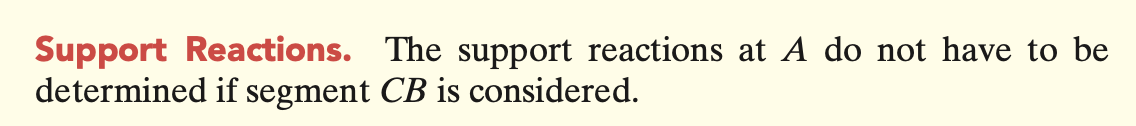 Support Reactions. The support reactions at A do not have to be
determined if segment CB is considered.